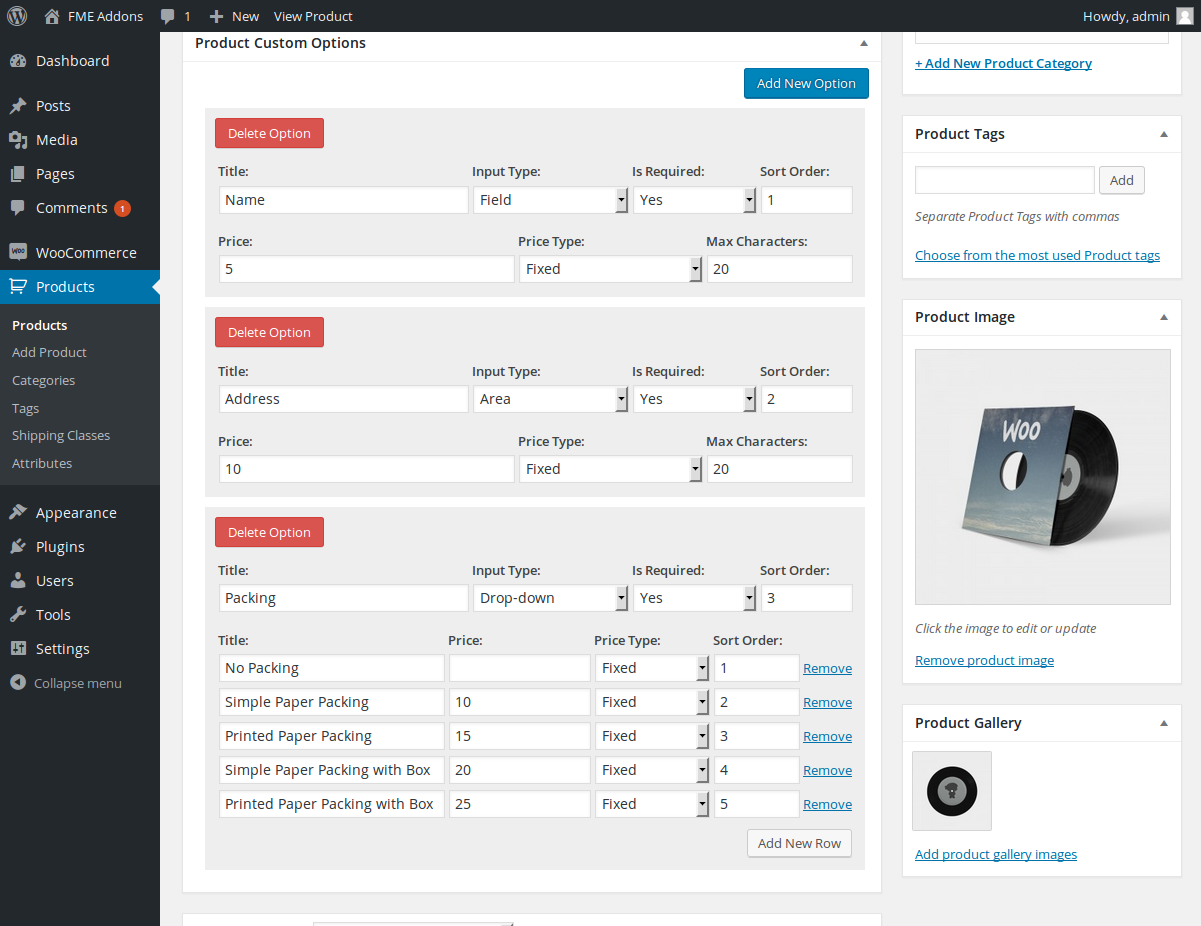 FME Addons 1 New View Product Howdy, admin
Dashboard
Posts
Media
Pages
Comments 1
WooCommerce
Products
Products
Add Product
Categories
Tags
Shipping Classes
Attributes
Appearance
Plugins
Users
Tools
Settings
Collapse menu
Product Custom Options
Add New Option
Delete Option
Title: Input Type: Is Required: Sort Order:
Name Field Yes 1
Price: Price Type: Max Characters:
5 Fixed 20
Delete Option
Title: Input Type: Is Required: Sort Order:
Address Area Yes 2
Price: Price Type: Max Characters:
10 Fixed 20
Delete Option
Title: Input Type: Is Required: Sort Order:
Packing Drop-down Yes 3
Title: Price: Price Type: Sort Order:
No Packing Fixed 1 Remove
Simple Paper Packing 10 Fixed 2 Remove
Printed Paper Packing 15 Fixed 3 Remove
Simple Paper Packing with Box 20 Fixed 4 Remove
Printed Paper Packing with Box 25 Fixed 5 Remove
Add New Row
+ Add New Product Category
Product Tags
Add
Separate Product Tags with commas
Choose from the most used Product tags
Product Image
WOO
Click the image to edit or update
Remove product image
Product Gallery
Add product gallery images